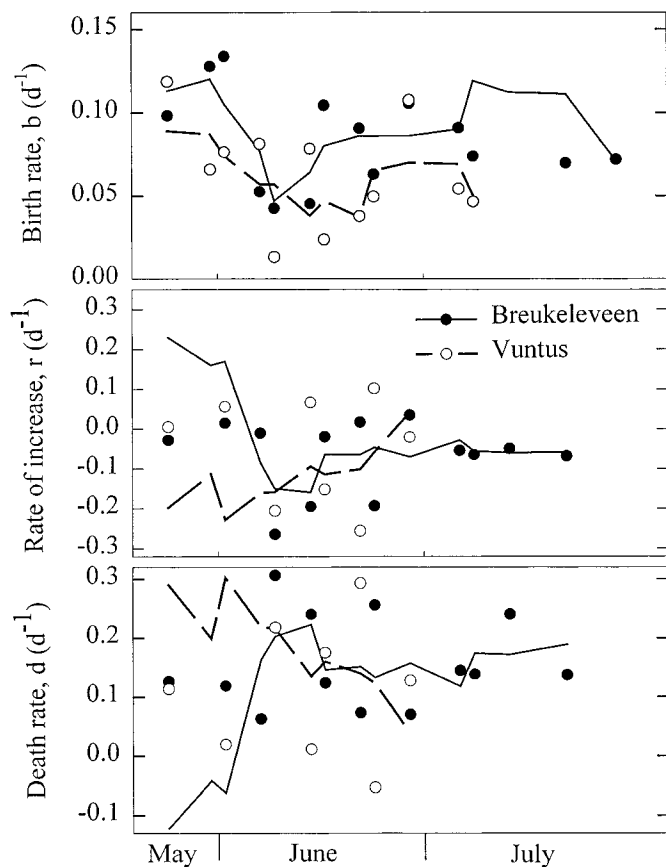 0.15
0.10
0.05
0.00
Birth rate, b (d⁻¹)
0.3
0.2
0.1
0.0
-0.1
-0.2
-0.3
Rate of increase, r (d⁻¹)
Breukeleveen
Vuntus
0.3
0.2
0.1
0.0
-0.1
Death rate, d (d⁻¹)
May June July